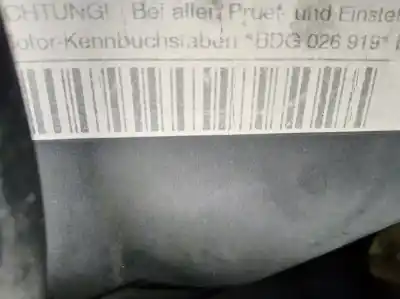 CHTUNG! Bei allen Pruef- und Einste
otor-Kennbuchstaben "BDG 026 919"